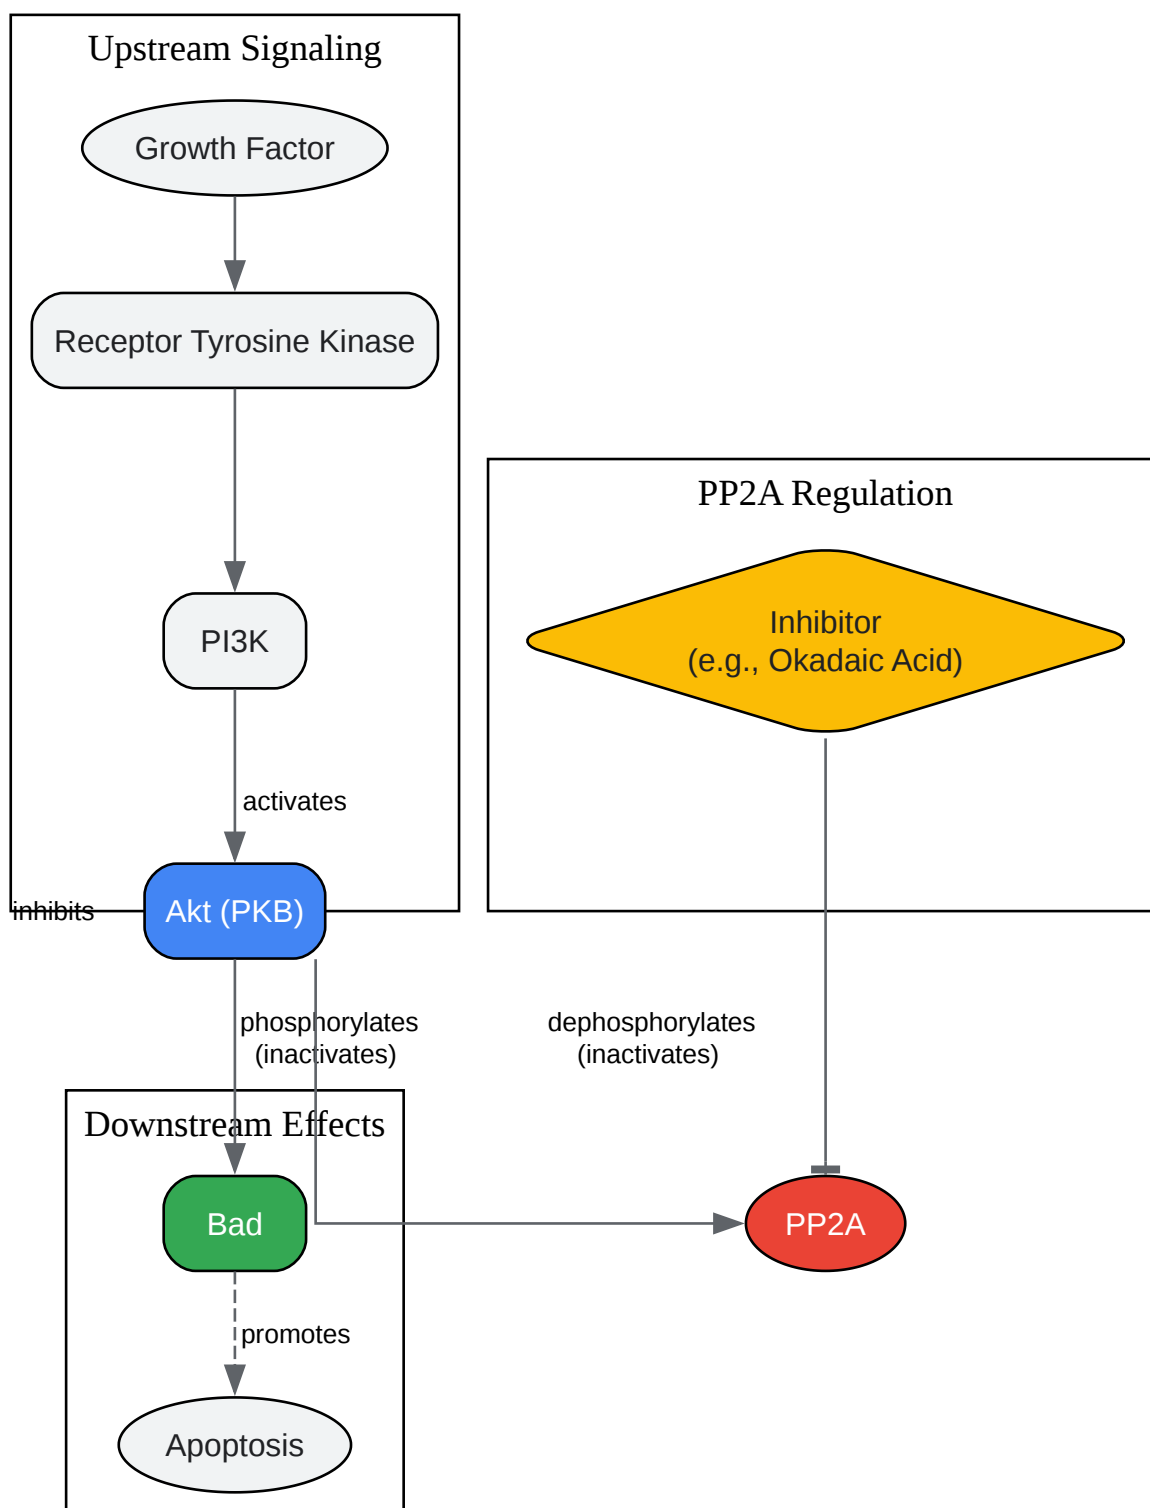 Upstream Signaling
Growth Factor
Receptor Tyrosine Kinase
PP2A Regulation
Inhibitor
(e.g., Okadaic Acid)
PI3K
activates
inhibits
Akt (PKB)
phosphorylates
(inactivates)
dephosphorylates
(inactivates)
Downstream Effects
Bad
PP2A
promotes
Apoptosis